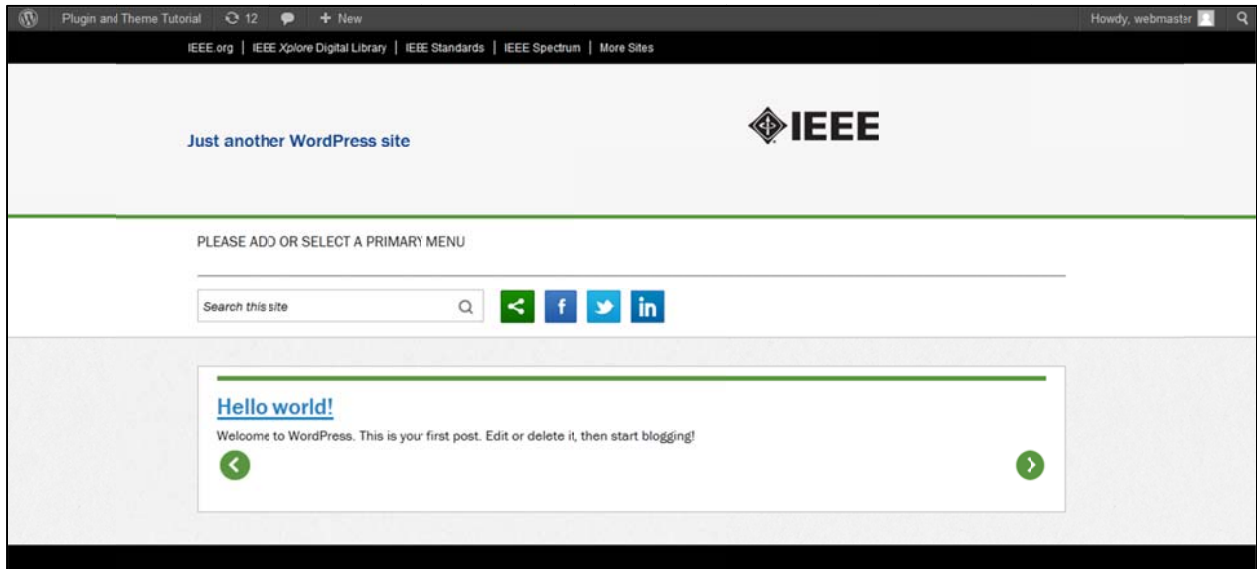 Plugin and Theme Tutorial 12 + New Howdy, webmaster
IEEE.org | IEEE Xplore Digital Library | IEEE Standards | IEEE Spectrum | More Sites
Just another WordPress site
IEEE
PLEASE ADD OR SELECT A PRIMARY MENU
Search this site
f
in
Hello world!
Welcome to WordPress. This is your first post. Edit or delete it, then start blogging!